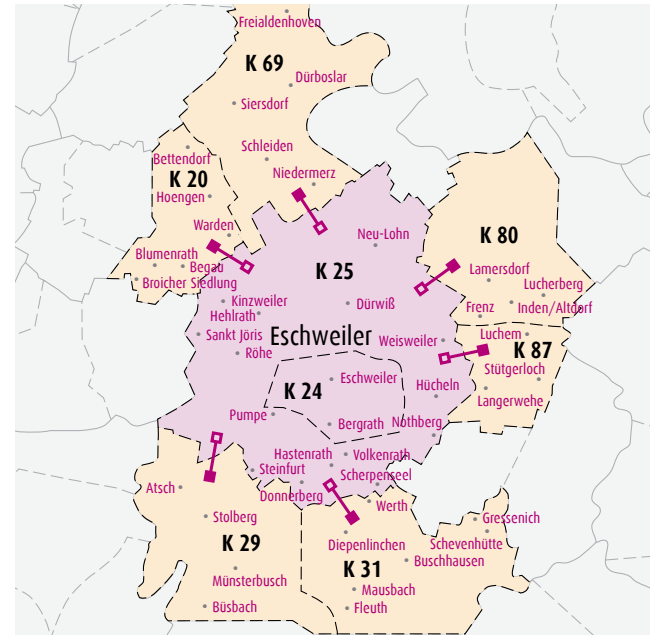 Freialdenhoven
K 69
Dürboslar
Siersdorf
Schleiden
Bettendorf
Niedermerz
K 20
Hoengen
Warden
Neu-Lohn
K 80
Blumenrath
Begau
K 25
Lamersdorf
Broicher Siedlung
Lucherberg
Kinzweiler
Dürwiß
Frenz
Inden/Altdorf
Hehlrath
Sankt Jöris
Eschweiler
Weisweiler
Luchem
K 87
Röhe
Stütgerloch
K 24
Eschweiler
Hücheln
Langerwehe
Pumpe
Bergrath
Nothberg
Hastenrath
Volkenrath
Steinfurt
Scherpenseel
Atsch
Donnerberg
Werth
Stolberg
Gressenich
K 29
Diepenlinchen
Schevenhütte
Buschhausen
Münsterbusch
K 31
Mausbach
Büsbach
Fleuth